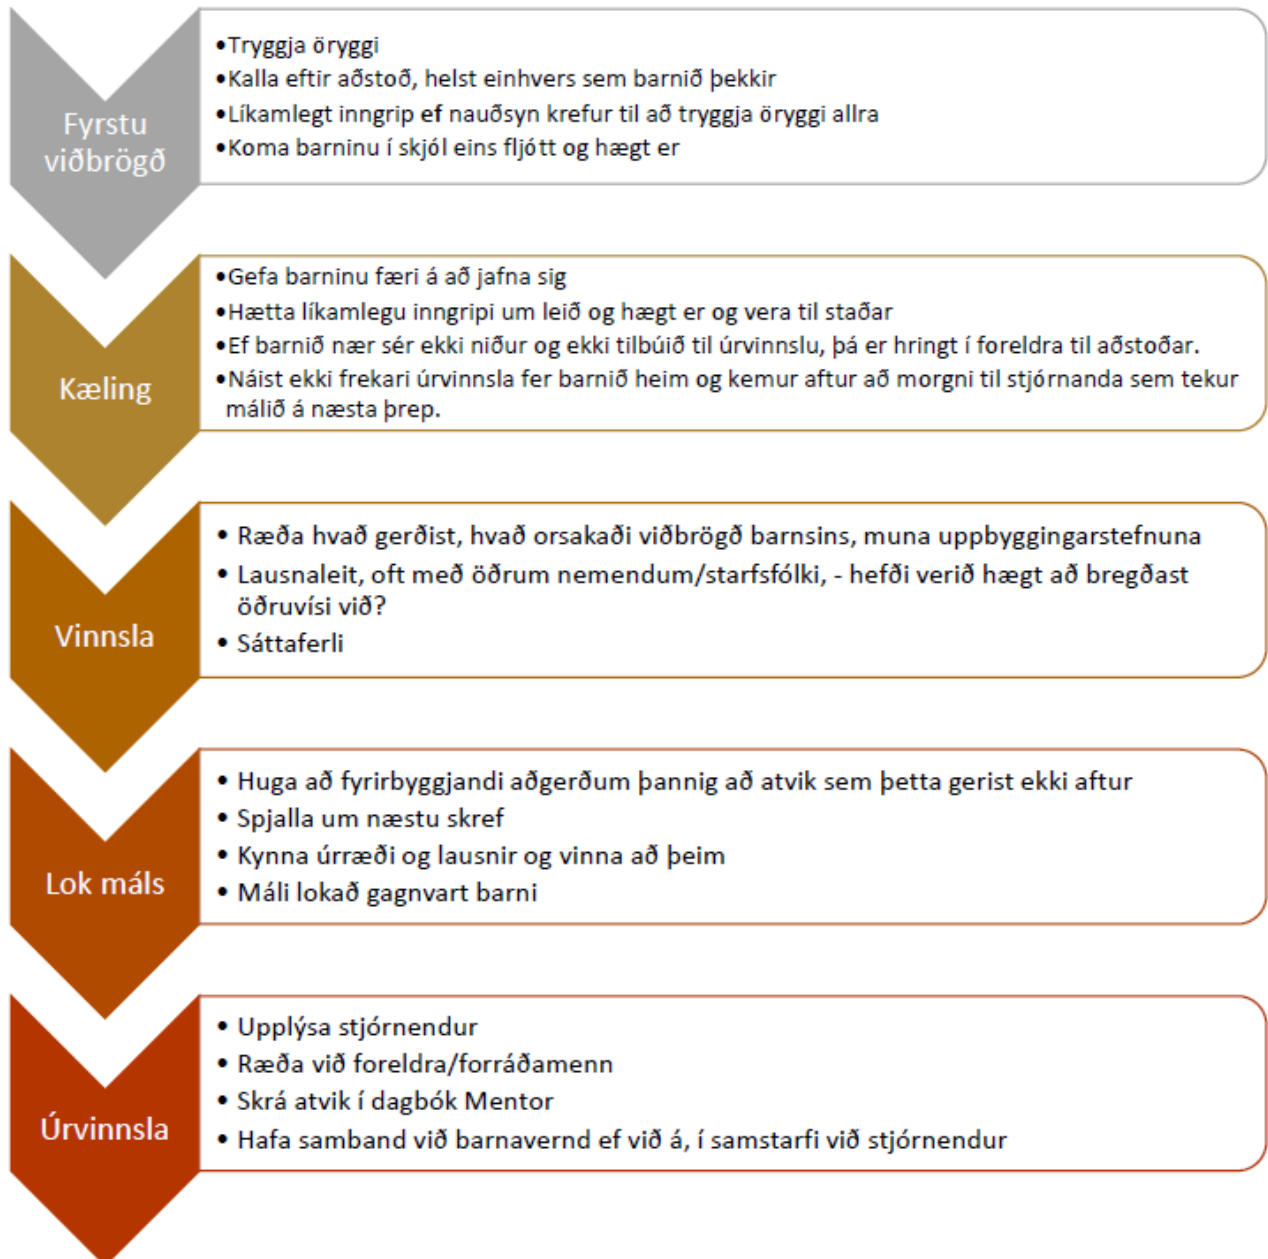 Fyrstu
viðbrögð
•Tryggja öryggi
•Kalla eftir aðstoð, helst einhvers sem barnið þekkir
•Líkamlegt inngrip ef nauðsyn krefur til að tryggja öryggi allra
•Koma barninu í skjól eins fljótt og hægt er
Kæling
•Gefa barninu færi á að jafna sig
•Hætta líkamlegu inngripi um leið og hægt er og vera til staðar
•Ef barnið nær sér ekki niður og ekki tilbúið til úrvinnslu, þá er hringt í foreldra til aðstoðar.
•Náist ekki frekari úrvinnsla fer barnið heim og kemur aftur að morgni til stjórnanda sem tekur
málið á næsta þrep.
Vinnsla
• Ræða hvað gerðist, hvað orsakaði viðbrögð barnsins, muna uppbyggingarstefnuna
• Lausnaleit, oft með öðrum nemendum/starfsfólki, - hefði verið hægt að bregðast
öðruvísi við?
• Sáttaferli
Lok máls
• Huga að fyrirbyggjandi aðgerðum þannig að atvik sem þetta gerist ekki aftur
• Spjalla um næstu skref
• Kynna úrræði og lausnir og vinna að þeim
• Máli lokað gagnvart barni
Úrvinnsla
• Upplýsa stjórnendur
• Ræða við foreldra/forráðamenn
• Skrá atvik í dagbók Mentor
• Hafa samband við barnavernd ef við á, í samstarfi við stjórnendur